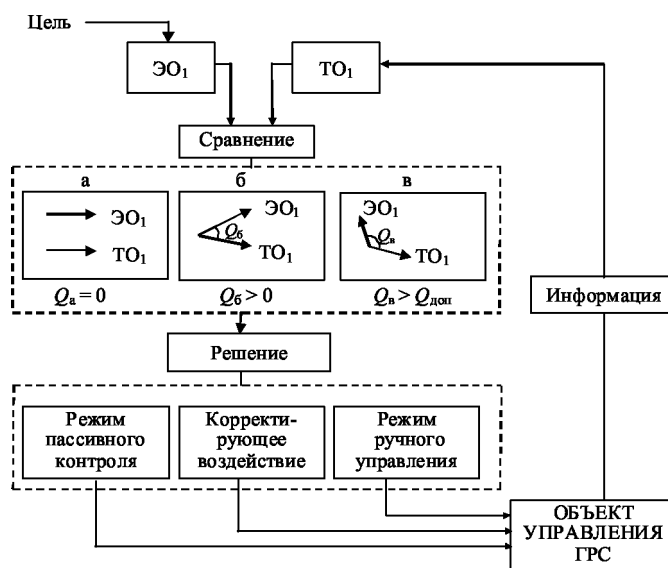 Цель
ЭО₁
ТО₁
Сравнение
а
б
в
ЭО₁
ТО₁
ЭО₁
Qб
ТО₁
ЭО₁
Qв
ТО₁
Qа = 0
Qб > 0
Qв > Qдоп
Информация
Решение
Режим
пассивного
контроля
Корректи-
рующее
воздействие
Режим
ручного
управления
ОБЪЕКТ
УПРАВЛЕНИЯ
ГРС